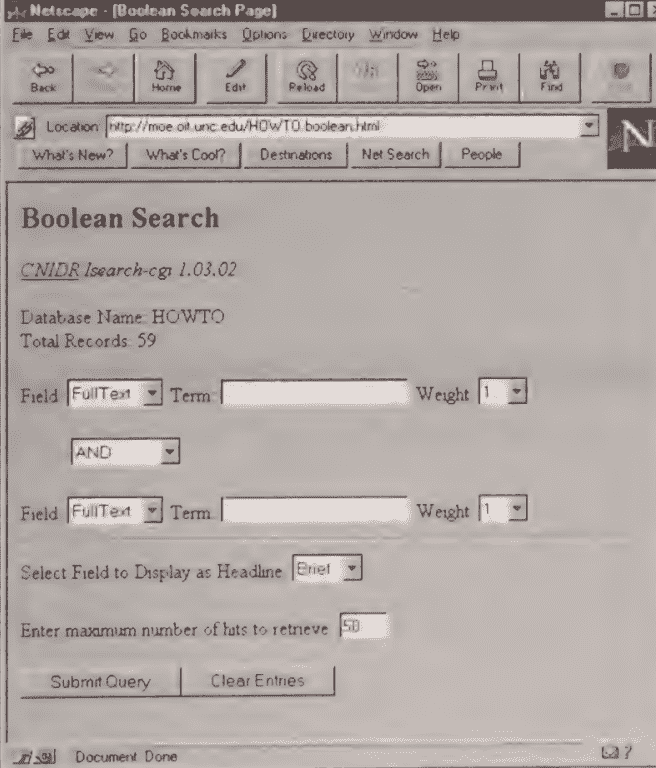 Netscape - [Boolean Search Page]
File Edit View Go Bookmarks Options Directory Window Help
Back Home Edit Reload Open Print Find
Location http://moe.oit.unc.edu/HOWTO.boolean.html
N
What's New? What's Cool? Destinations Net Search People
Boolean Search
CNIDR Isearch-cgi 1.03.02
Database Name: HOWTO
Total Records: 59
Field FullText Term: Weight 1
AND
Field FullText Term: Weight 1
Select Field to Display as Headline Brief
Enter maximum number of hits to retrieve 50
Submit Query Clear Entries
Document: Done